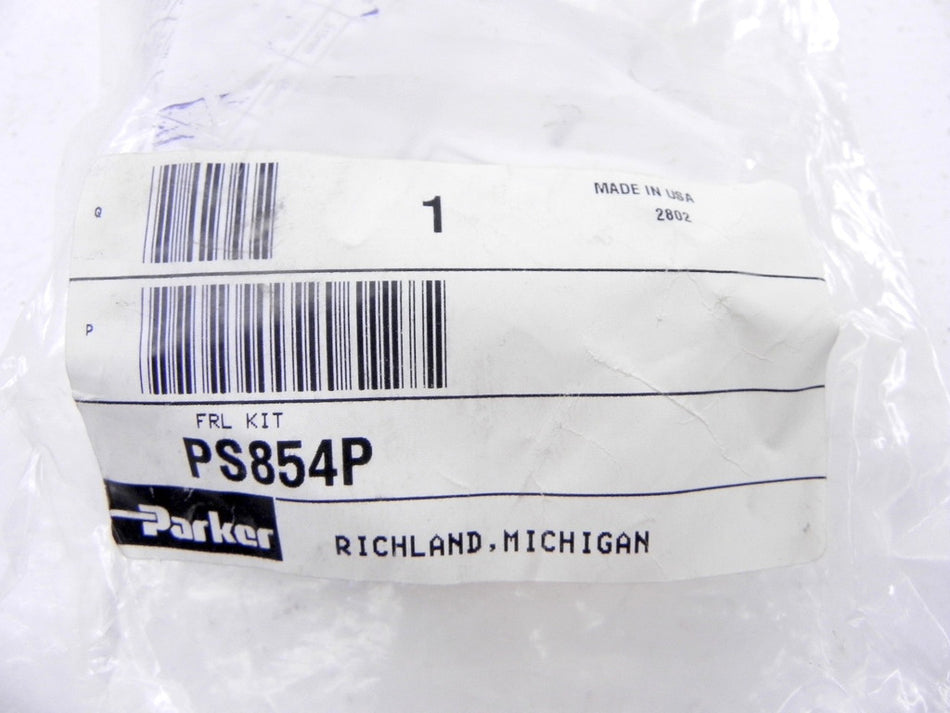 Q
1
MADE IN USA
2802
P
FRL KIT
PS854P
Parker
RICHLAND,MICHIGAN